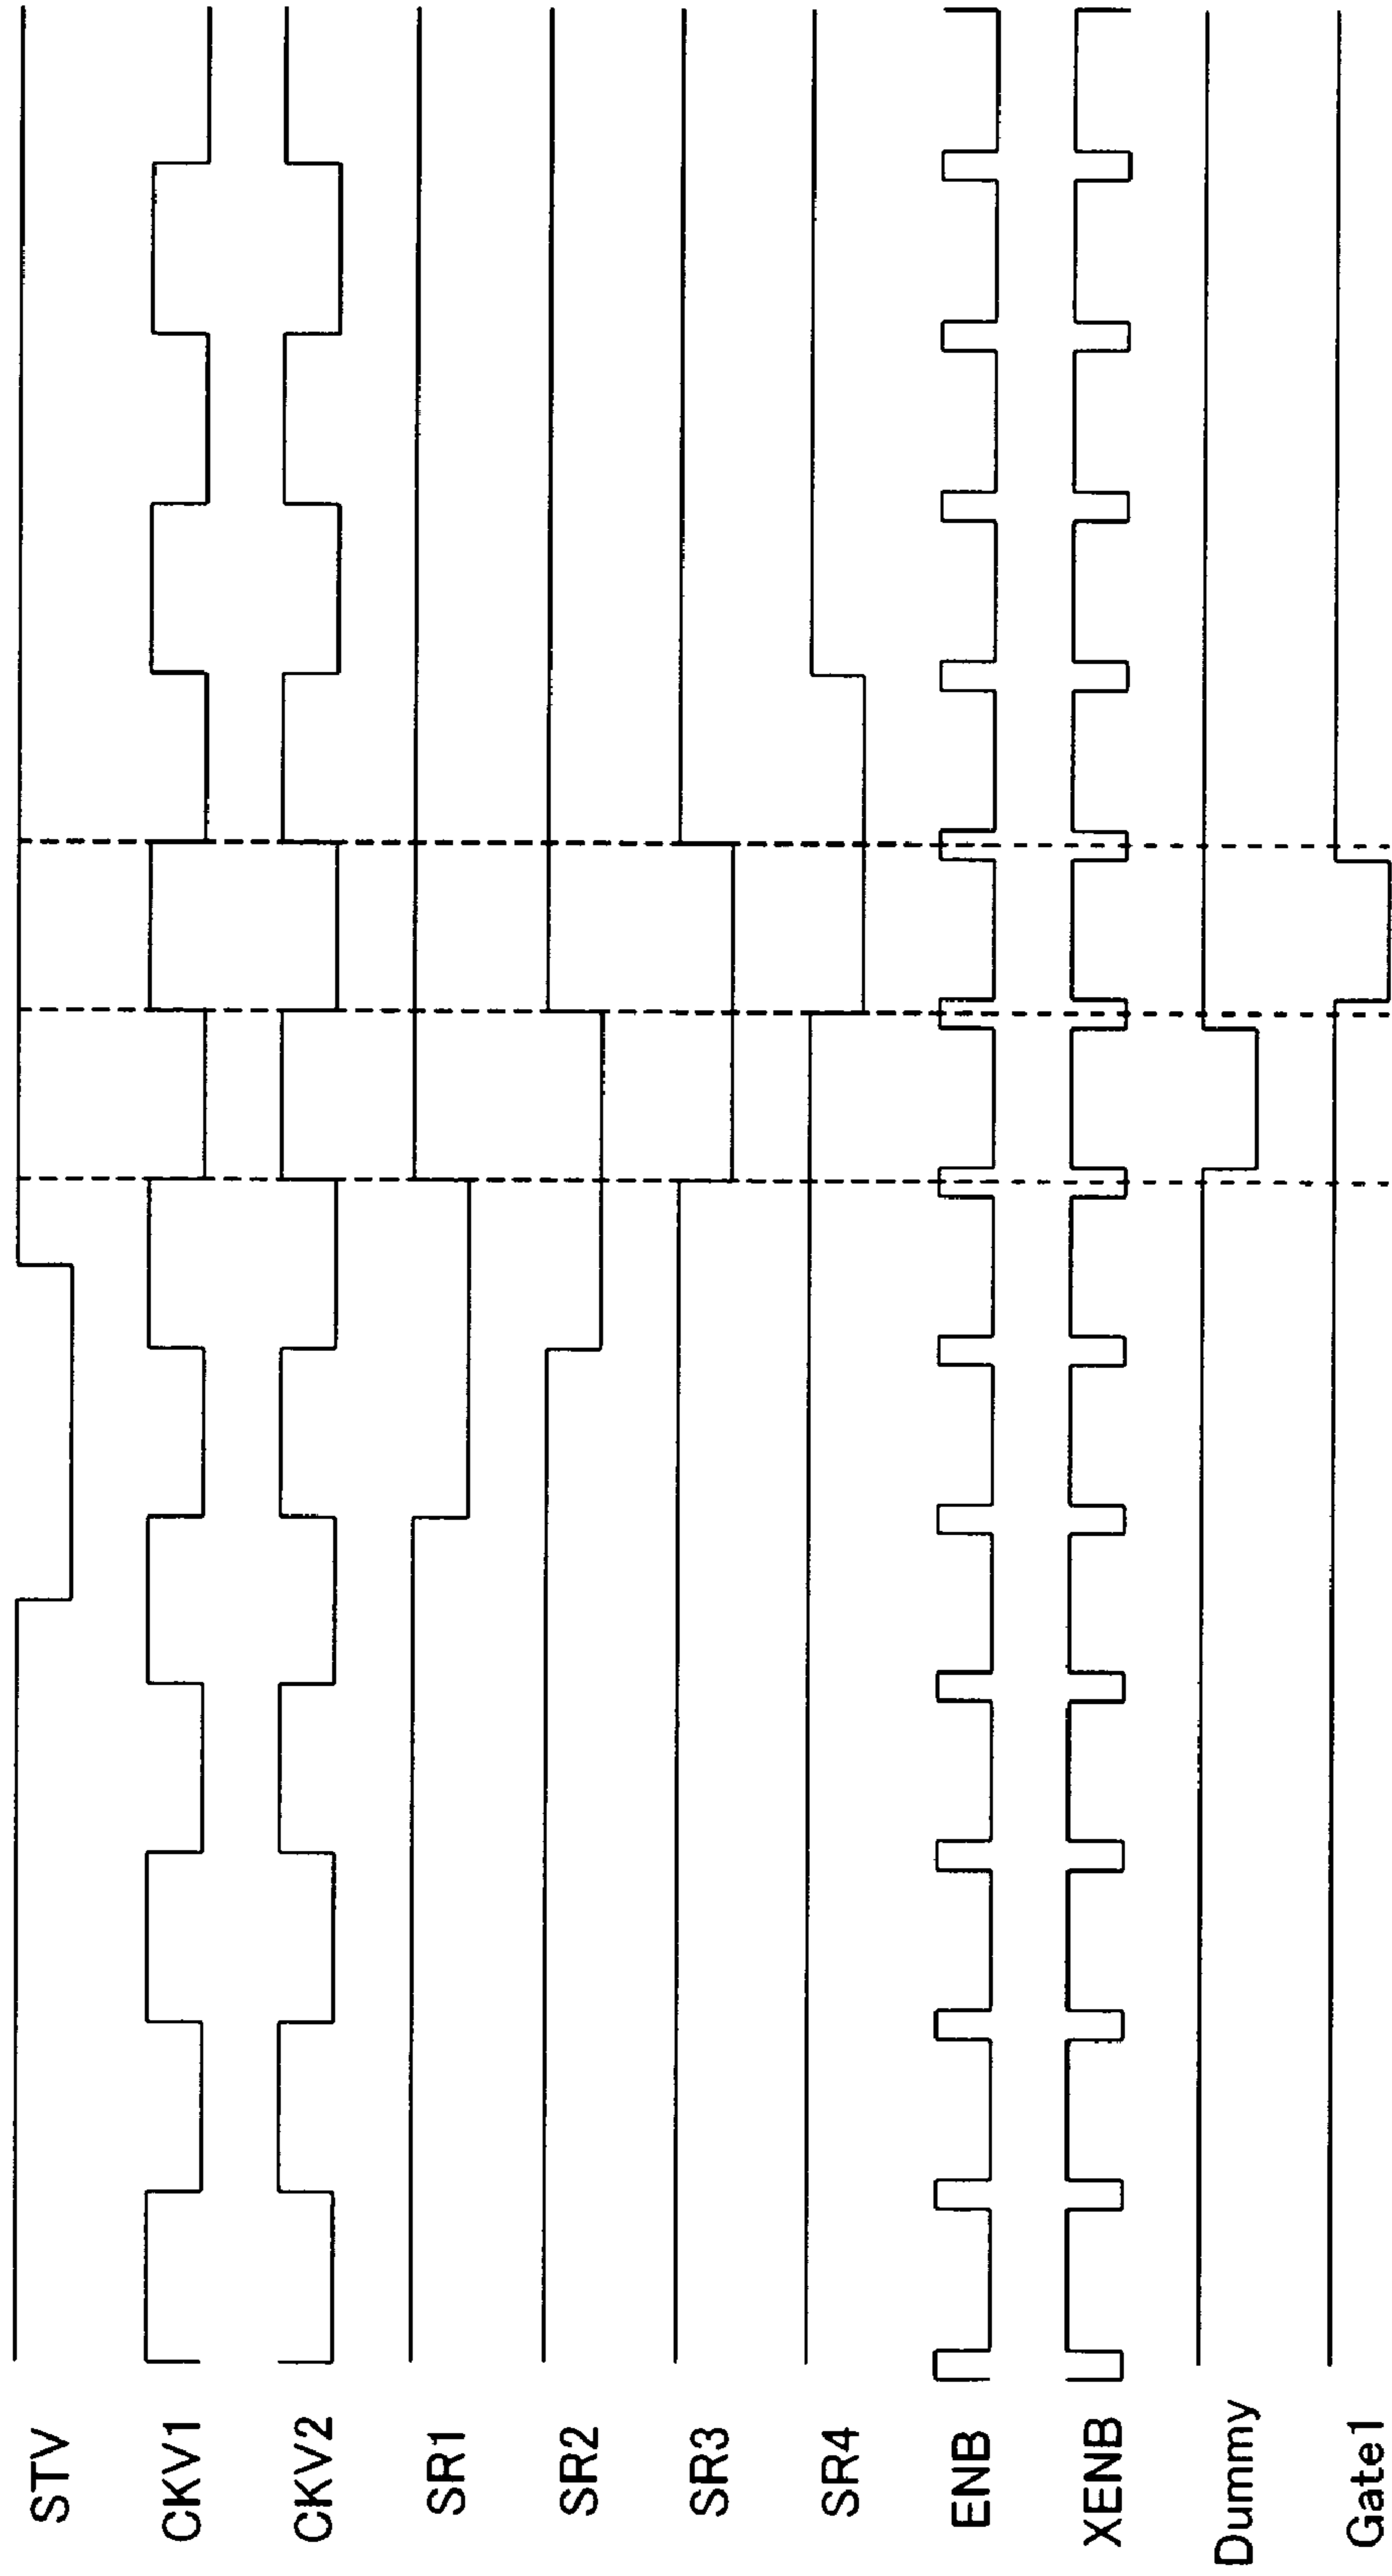 STV
CKV1
CKV2
SR1
SR2
SR3
SR4
ENB
XENB
Dummy
Gate1